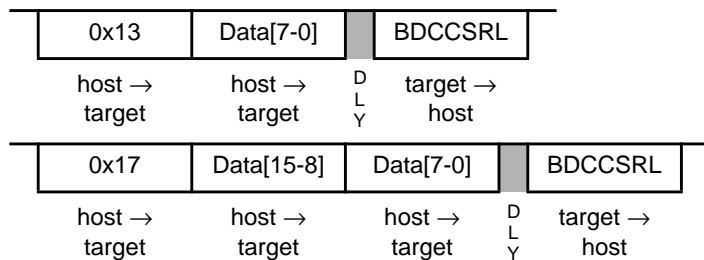 0x13 Data[7-0] BDCCSRL
host → host → D target →
target target L host
Y
0x17 Data[15-8] Data[7-0] BDCCSRL
host → host → host → D target →
target target target L host
Y